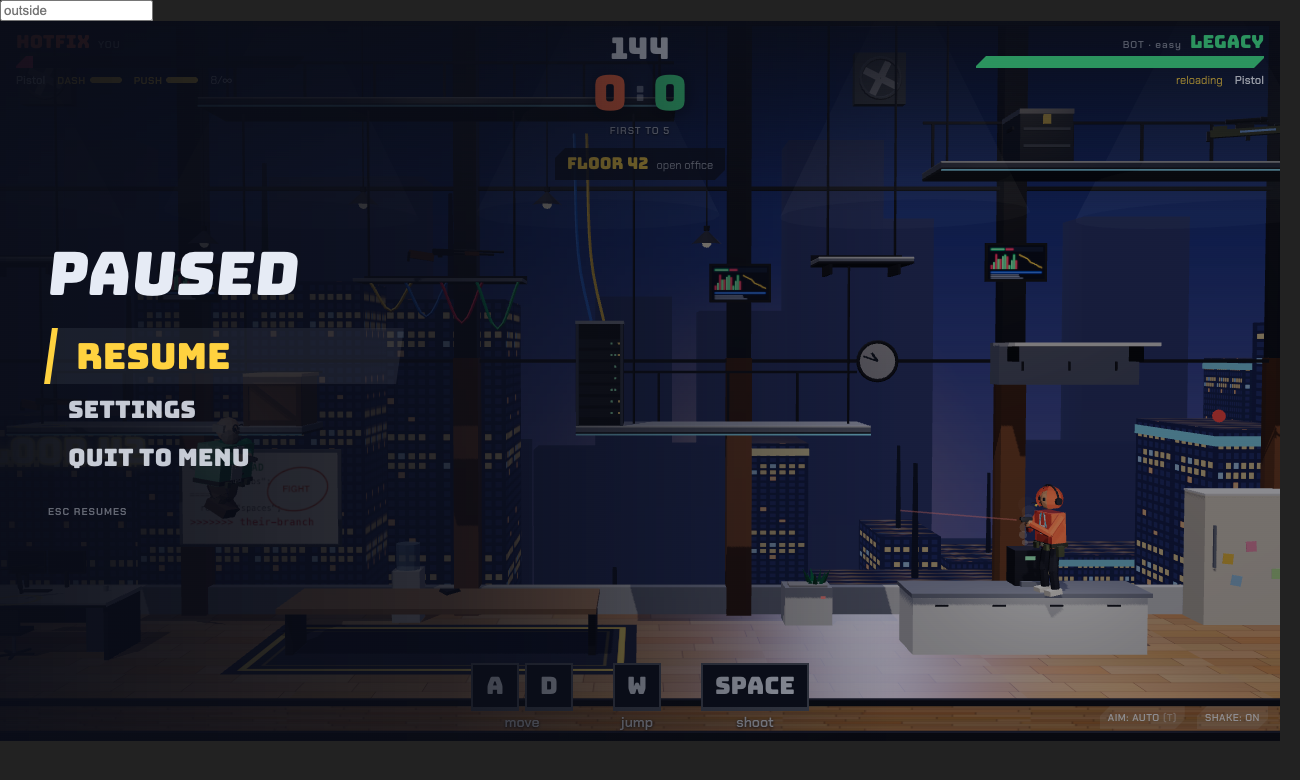 outside
HOTFIX YOU
Pistol DASH PUSH 6/∞
144
0:0
FIRST TO 5
FLOOR 42 open office
BOT · easy LEGACY
reloading Pistol
PAUSED
RESUME
SETTINGS
QUIT TO MENU
ESC RESUMES
FIGHT
>>>>>>> their-branch
A D W SPACE
move jump shoot
AIM: AUTO (T) SHAKE: ON